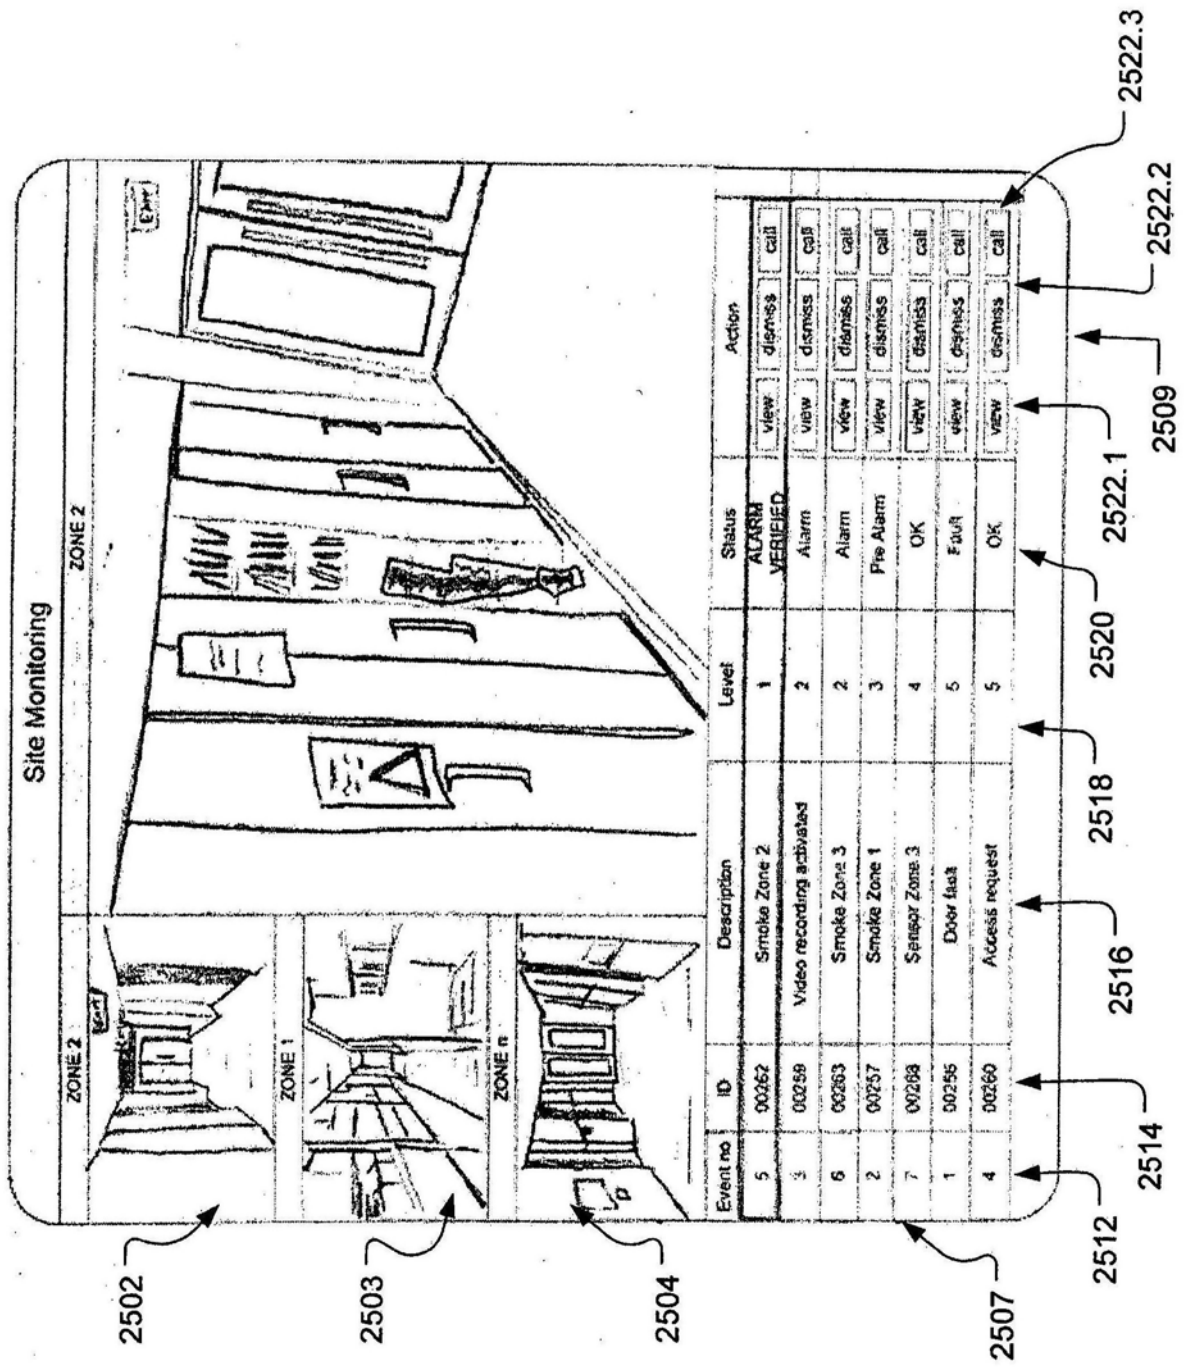 Site Monitoring
ZONE 2
ZONE 2
EXIT
ZONE 1
ZONE n
Event no ID Description Level Status Action
5 00262 Smoke Zone 2 1 ALARM VERIFIED view dismiss call
3 00259 Video recording activated 2 Alarm view dismiss call
6 00263 Smoke Zone 3 2 Alarm view dismiss call
2 00257 Smoke Zone 1 3 Pre Alarm view dismiss call
7 00268 Sensor Zone 3 4 OK view dismiss call
1 00256 Door fault 5 Fault view dismiss call
4 00260 Access request 5 OK view dismiss call
2502
2503
2504
2507
2512
2514
2516
2518
2520
2522.1
2509
2522.2
2522.3